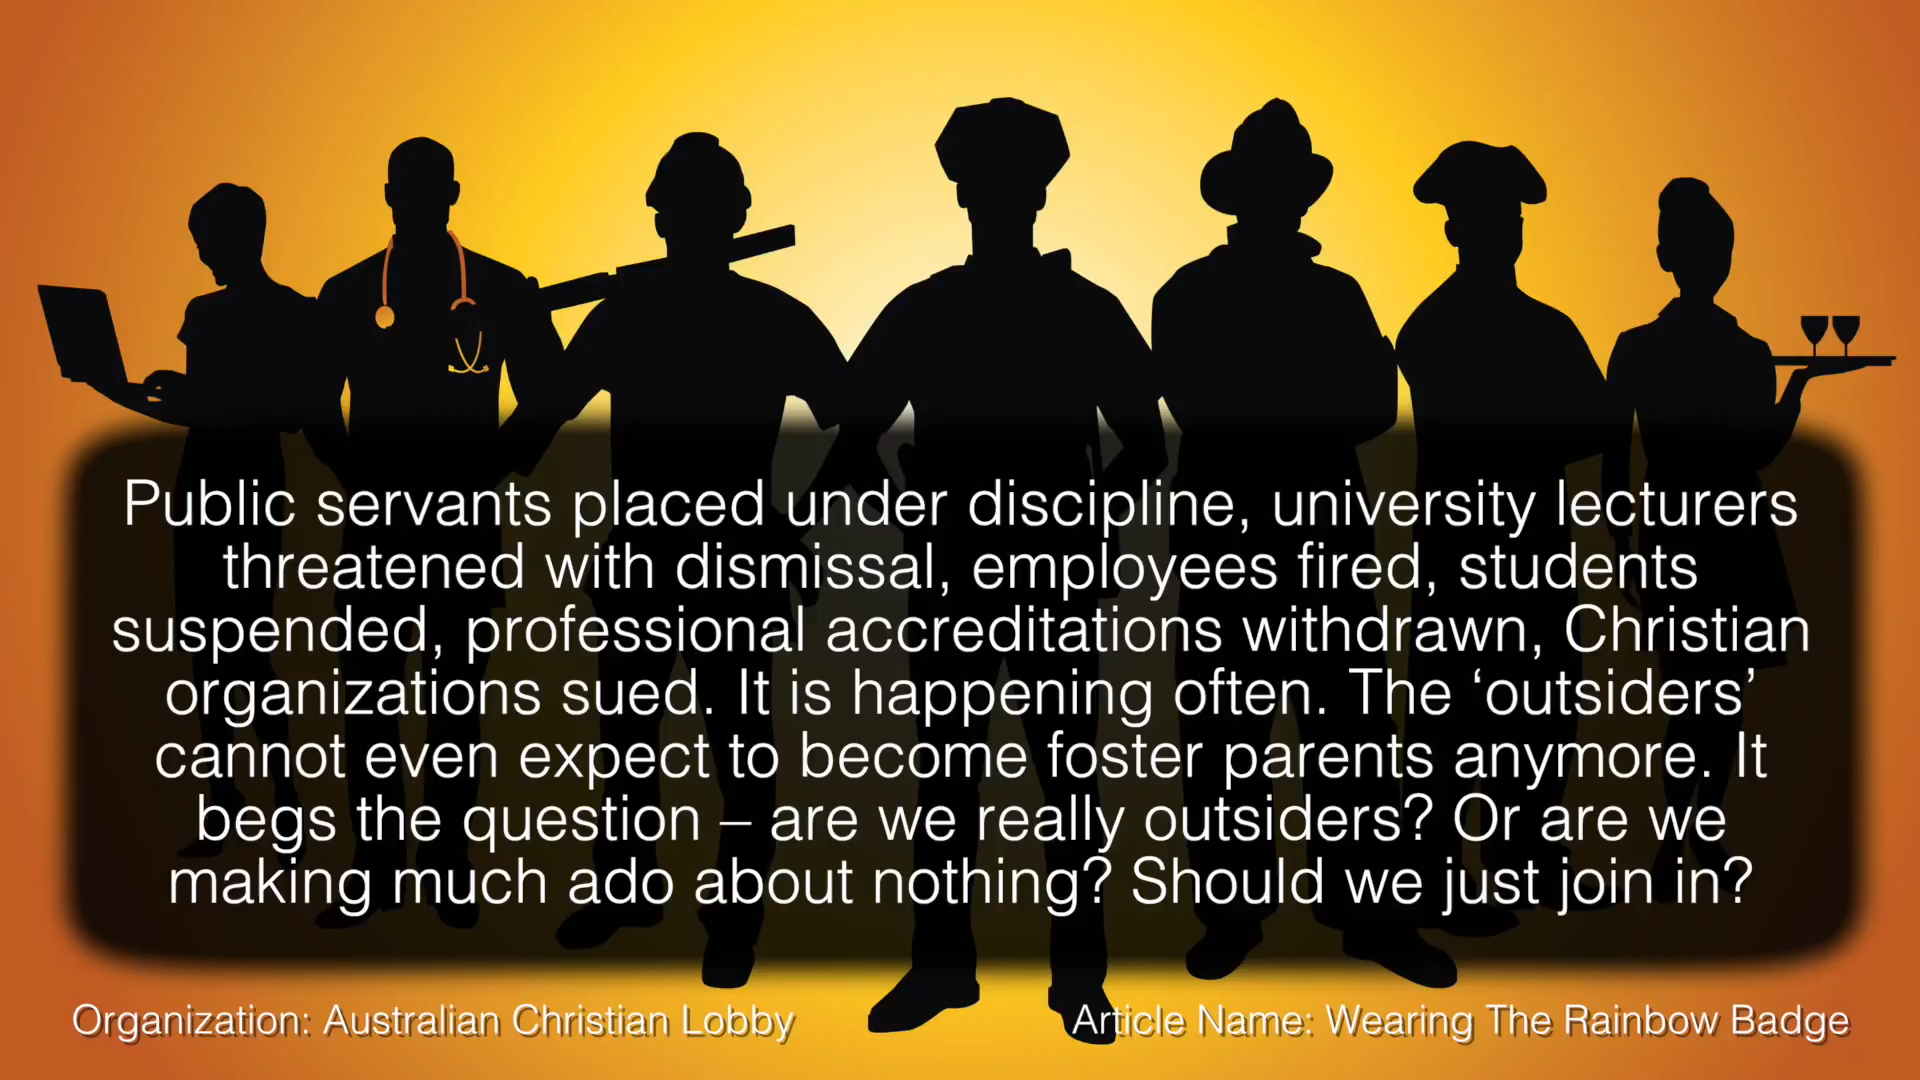 Public servants placed under discipline, university lecturers
threatened with dismissal, employees fired, students
suspended, professional accreditations withdrawn, Christian
organizations sued. It is happening often. The ‘outsiders’
cannot even expect to become foster parents anymore. It
begs the question – are we really outsiders? Or are we
making much ado about nothing? Should we just join in?
Organization: Australian Christian Lobby
Article Name: Wearing The Rainbow Badge